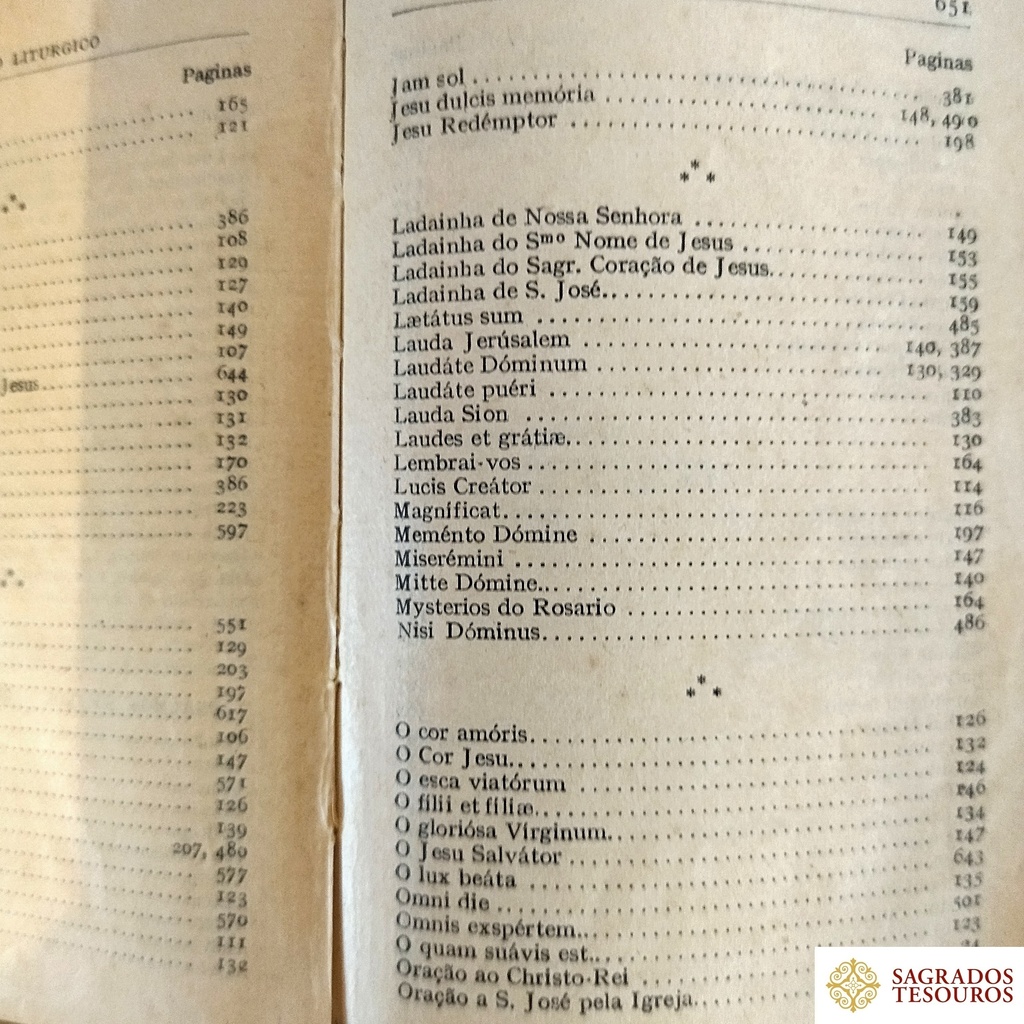 LITURGICO
Paginas
165
121
386
108
129
127
140
149
107
Jesus 644
130
131
132
170
386
223
597
551
129
203
197
617
106
147
571
126
139
207, 480
577
123
570
111
132
651
Paginas
Jam sol 381
Jesu dulcis memória 148, 490
Jesu Redémptor 198
Ladainha de Nossa Senhora 149
Ladainha do Smo Nome de Jesus 153
Ladainha do Sagr. Coração de Jesus 155
Ladainha de S. José 159
Lætátus sum 485
Lauda Jerúsalem 140, 387
Laudáte Dóminum 130, 329
Laudáte puéri 110
Lauda Sion 383
Laudes et grátiæ 130
Lembrai-vos 164
Lucis Creátor 114
Magníficat 116
Meménto Dómine 197
Miserémini 147
Mitte Dómine 140
Mysterios do Rosario 164
Nisi Dóminus 486
O cor amóris 126
O Cor Jesu 132
O esca viatórum 124
O fílii et fíliæ 146
O gloriósa Vírginum 134
O Jesu Salvátor 147
O lux beáta 643
Omni die 135
Omnis expértem 501
O quam suávis est 123
Oração ao Christo-Rei
Oração a S. José pela Igreja
SAGRADOS
TESOUROS